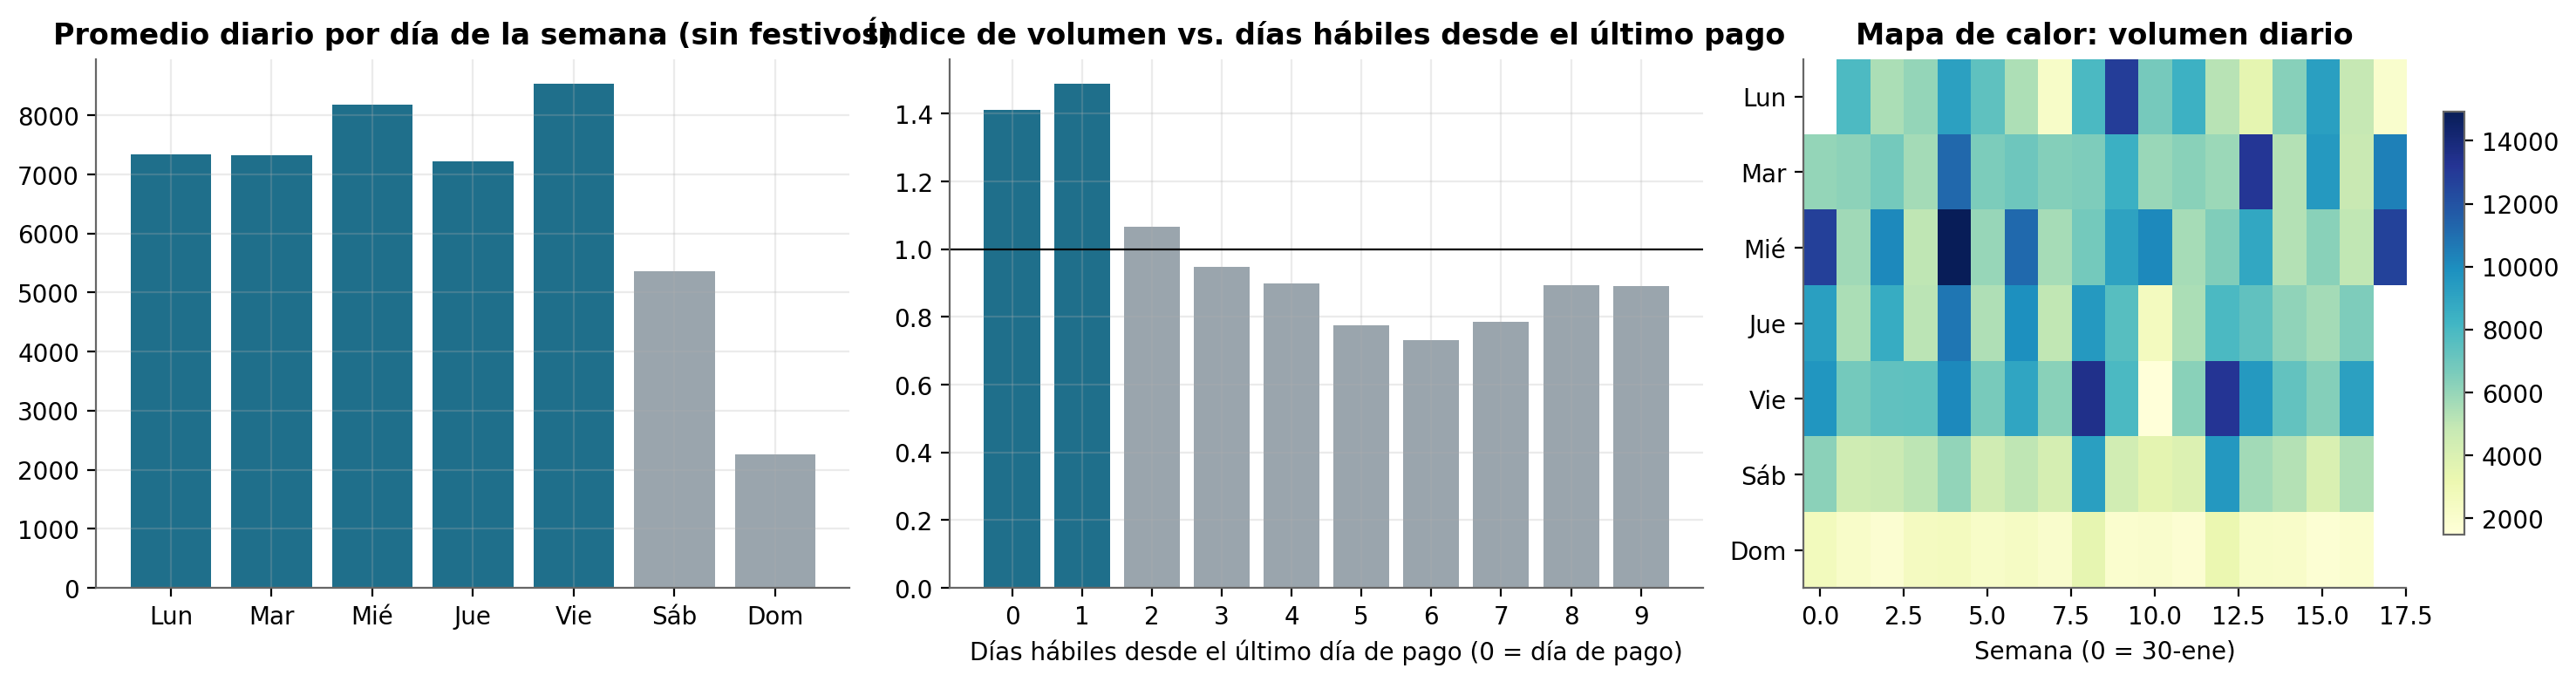 Promedio diario por día de la semana (sin festivos)
8000
7000
6000
5000
4000
3000
2000
1000
0
Lun Mar Mié Jue Vie Sáb Dom
Índice de volumen vs. días hábiles desde el último pago
1.4
1.2
1.0
0.8
0.6
0.4
0.2
0.0
0 1 2 3 4 5 6 7 8 9
Días hábiles desde el último día de pago (0 = día de pago)
Mapa de calor: volumen diario
Lun
Mar
Mié
Jue
Vie
Sáb
Dom
0.0 2.5 5.0 7.5 10.0 12.5 15.0 17.5
Semana (0 = 30-ene)
14000
12000
10000
8000
6000
4000
2000